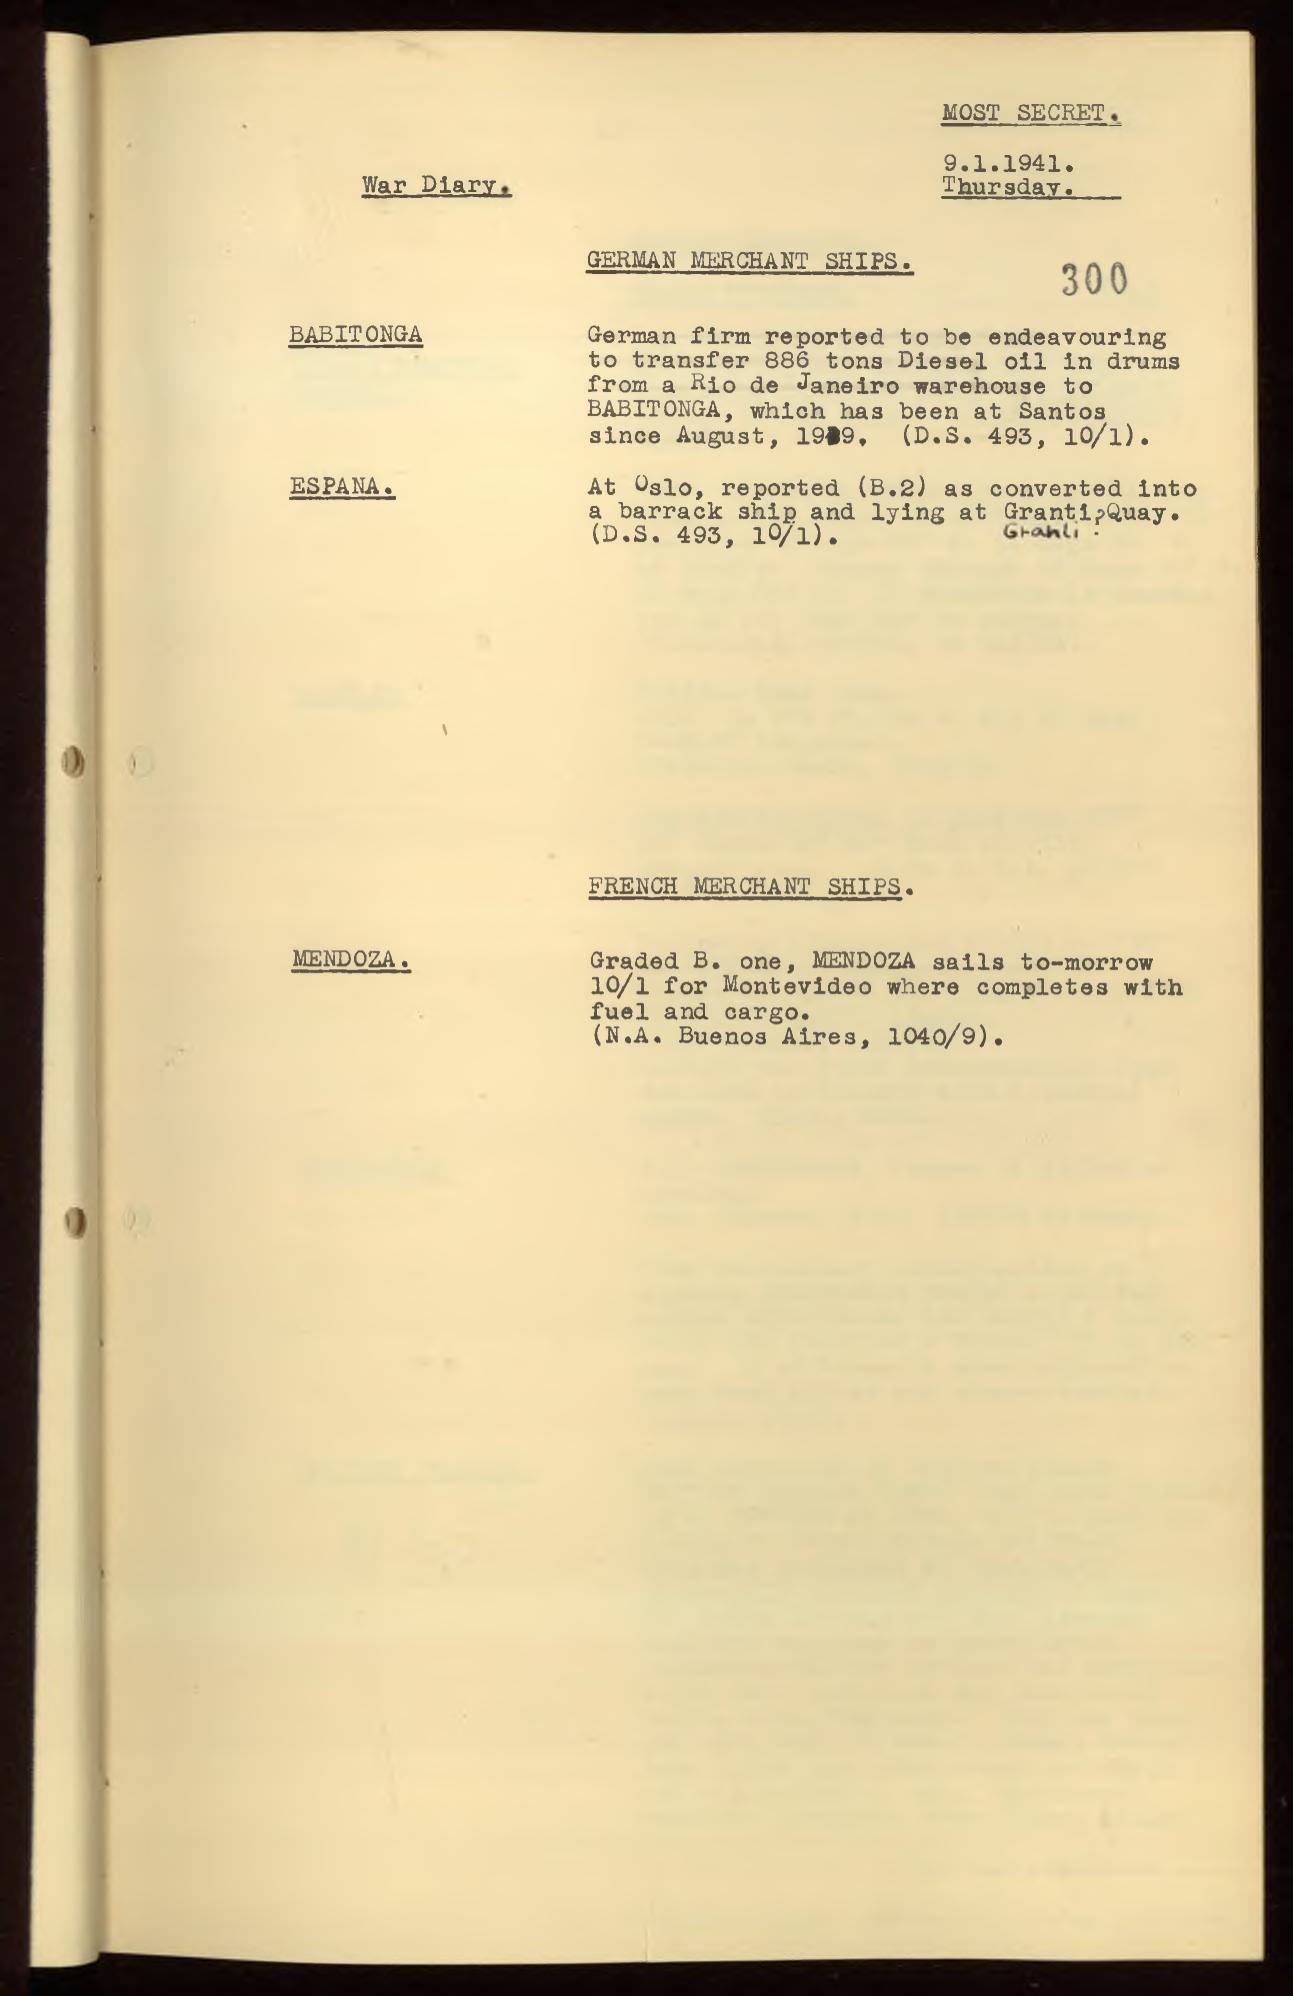 MOST SECRET.
9.1.1941.
War Diary.
Thursday.
GERMAN MERCHANT SHIPS.
300
BABITONGA
German firm reported to be endeavouring
to transfer 886 tons Diesel oil in drums
from a Rio de Janeiro warehouse to
BABITONGA, which has been at Santos
since August, 1939. (D.S. 493, 10/1).
ESPANA.
At Oslo, reported (B.2) as converted into
a barrack ship and lying at Granti?Quay.
(D.S. 493, 10/1).
Granli
FRENCH MERCHANT SHIPS.
MENDOZA.
Graded B. one, MENDOZA sails to-morrow
10/1 for Montevideo where completes with
fuel and cargo.
(N.A. Buenos Aires, 1040/9).